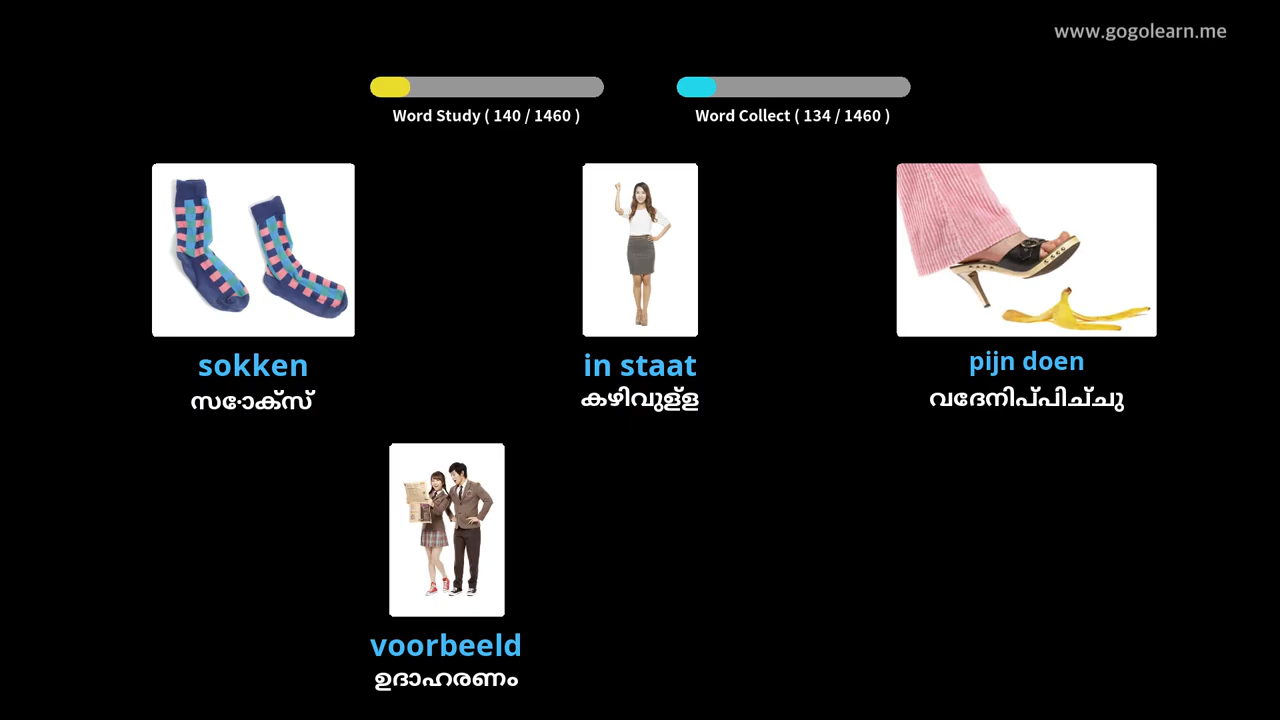 www.gogolearn.me
Word Study ( 140 / 1460 )
Word Collect ( 134 / 1460 )
sokken
സോക്സ്
in staat
കഴിവുള്ള
pijn doen
വേദനിപ്പിച്ചു
voorbeeld
ഉദാഹരണം